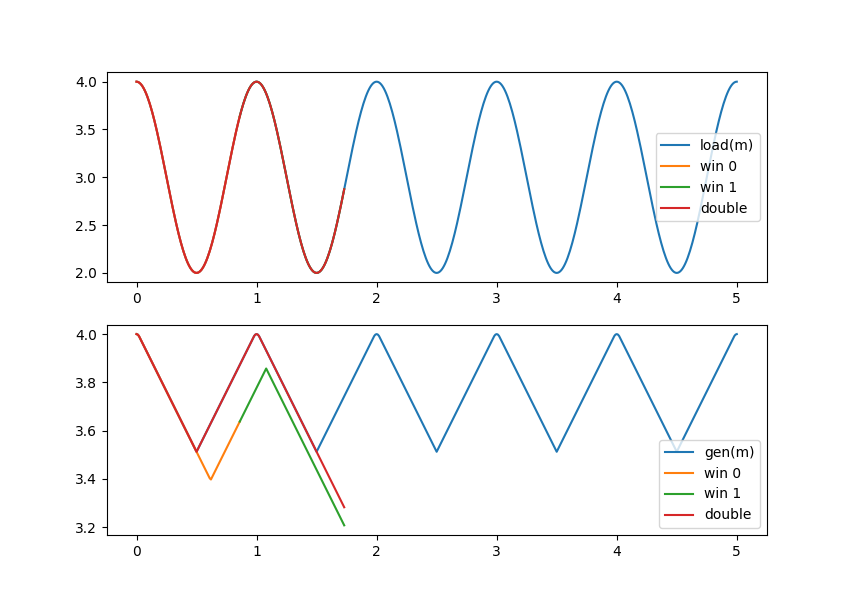 4.0
3.5
3.0
2.5
2.0
load(m)
win 0
win 1
double
0 1 2 3 4 5
4.0
3.8
3.6
3.4
3.2
gen(m)
win 0
win 1
double
0 1 2 3 4 5